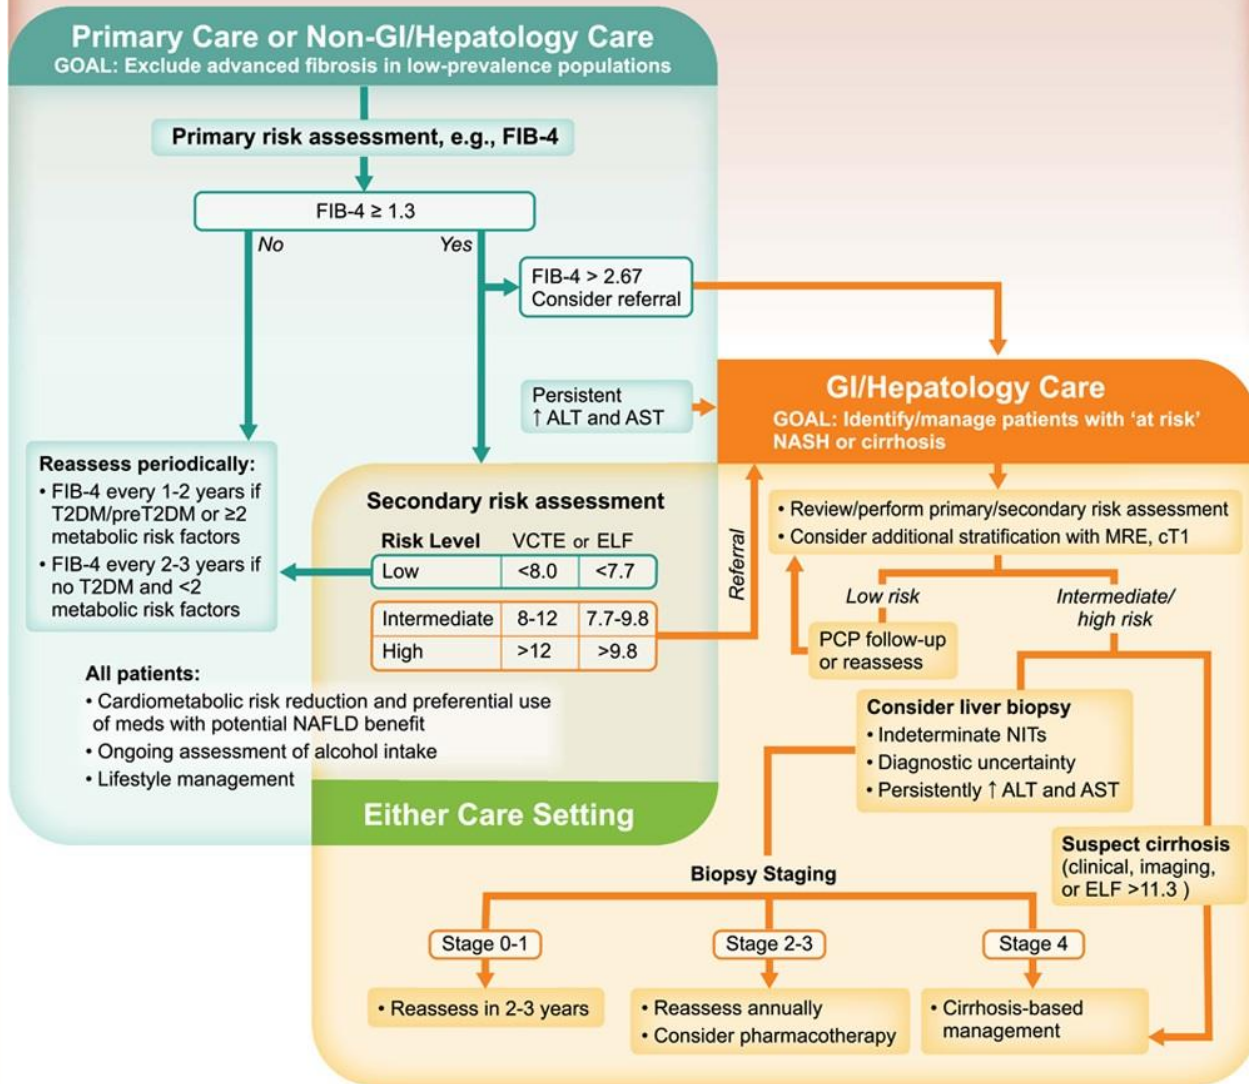 Primary Care or Non-GI/Hepatology Care
GOAL: Exclude advanced fibrosis in low-prevalence populations
Primary risk assessment, e.g., FIB-4
FIB-4 ≥ 1.3
No
Yes
FIB-4 > 2.67
Consider referral
Persistent
↑ ALT and AST
GI/Hepatology Care
GOAL: Identify/manage patients with ‘at risk’
NASH or cirrhosis
Reassess periodically:
• FIB-4 every 1-2 years if
T2DM/preT2DM or ≥2
metabolic risk factors
• FIB-4 every 2-3 years if
no T2DM and <2
metabolic risk factors
Secondary risk assessment
Risk Level VCTE or ELF
Low <8.0 <7.7
Intermediate 8-12 7.7-9.8
High >12 >9.8
Referral
• Review/perform primary/secondary risk assessment
• Consider additional stratification with MRE, cT1
Low risk
Intermediate/
high risk
PCP follow-up
or reassess
All patients:
• Cardiometabolic risk reduction and preferential use
of meds with potential NAFLD benefit
• Ongoing assessment of alcohol intake
• Lifestyle management
Either Care Setting
Consider liver biopsy
• Indeterminate NITs
• Diagnostic uncertainty
• Persistently ↑ ALT and AST
Suspect cirrhosis
(clinical, imaging,
or ELF >11.3 )
Biopsy Staging
Stage 0-1
Stage 2-3
Stage 4
• Reassess in 2-3 years
• Reassess annually
• Consider pharmacotherapy
• Cirrhosis-based
management